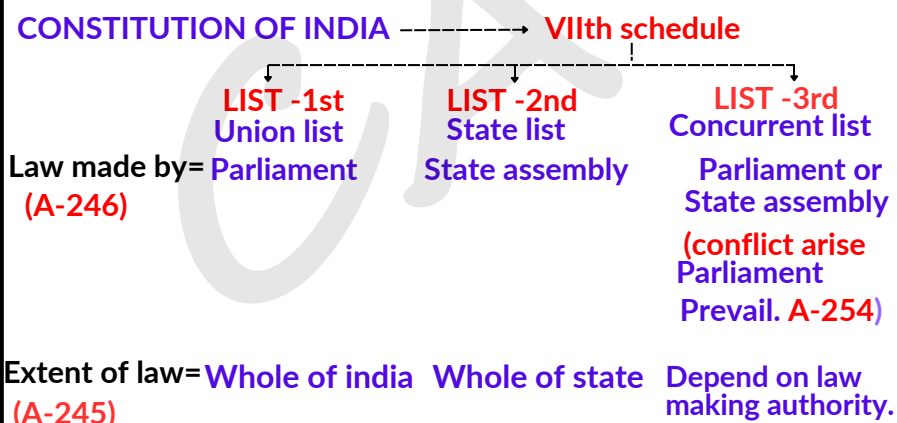 CONSTITUTION OF INDIA VIIth schedule
LIST -1st LIST -2nd LIST -3rd
Union list State list Concurrent list
Law made by= Parliament State assembly Parliament or
(A-246) State assembly
(conflict arise
Parliament
Prevail. A-254)
Extent of law= Whole of india Whole of state Depend on law
(A-245) making authority.
CA